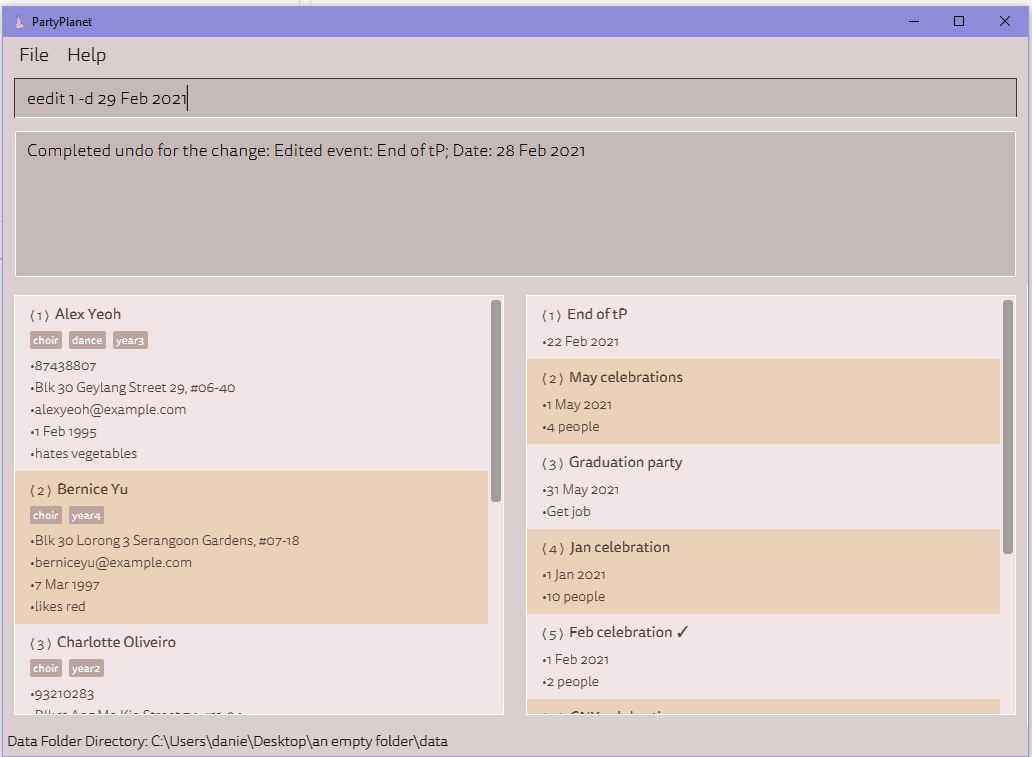 PartyPlanet
File Help
eedit 1 -d 29 Feb 2021
Completed undo for the change: Edited event: End of tP; Date: 28 Feb 2021
(1) Alex Yeoh
choir dance year3
•87438807
•Blk 30 Geylang Street 29, #06-40
•alexyeoh@example.com
•1 Feb 1995
•hates vegetables
(2) Bernice Yu
choir year4
•Blk 30 Lorong 3 Serangoon Gardens, #07-18
•berniceyu@example.com
•7 Mar 1997
•likes red
(3) Charlotte Oliveiro
choir year2
•93210283
(1) End of tP
•22 Feb 2021
(2) May celebrations
•1 May 2021
•4 people
(3) Graduation party
•31 May 2021
•Get job
(4) Jan celebration
•1 Jan 2021
•10 people
(5) Feb celebration ✓
•1 Feb 2021
•2 people
Data Folder Directory: C:\Users\danie\Desktop\an empty folder\data